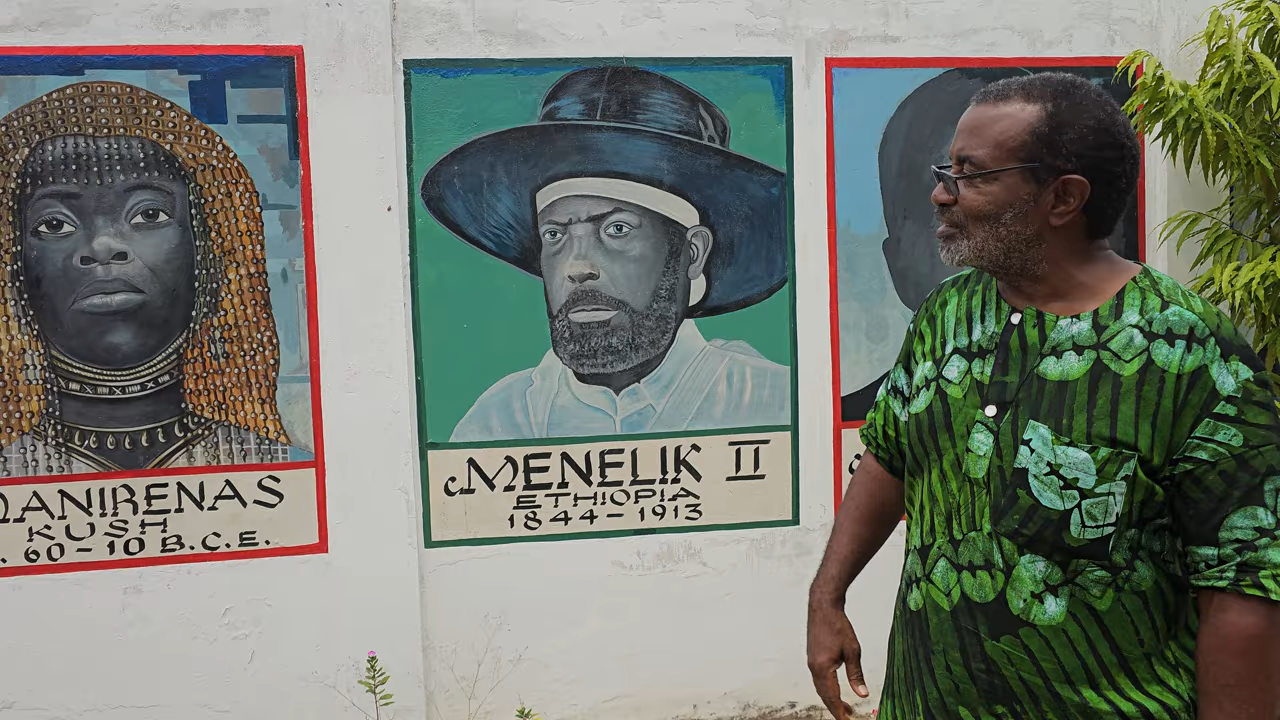 MANIRENAS
KUSH
. 60-10 B.C.E.
MENELIK II
ETHIOPIA
1844-1913